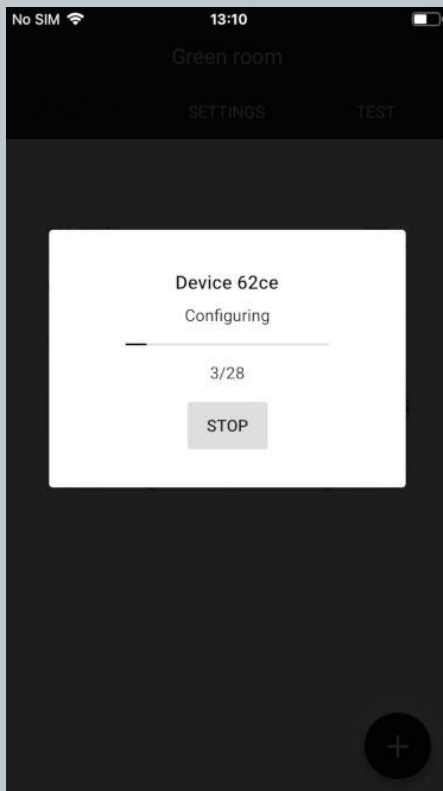 No SIM 13:10
Green room
SETTINGS TEST
Device 62ce
Configuring
3/28
STOP
+